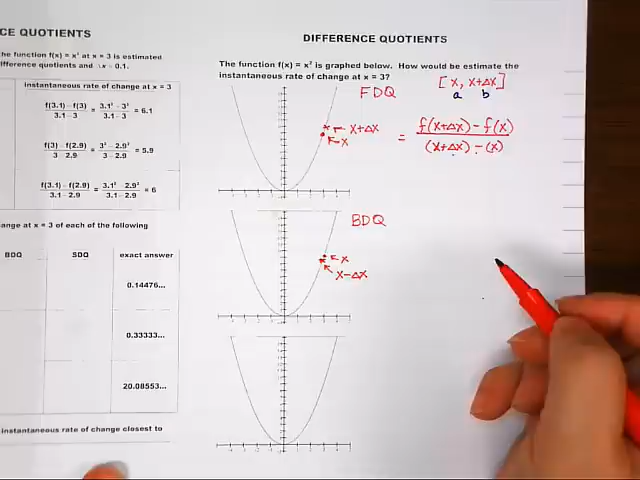 CE QUOTIENTS
he function f(x) = x² at x = 3 is estimated
ifference quotients and \x 0.1.
instantaneous rate of change at x = 3
f(3.1) − f(3) / 3.1 − 3 = 3.1² − 3² / 3.1 − 3 = 6.1
f(3) − f(2.9) / 3 2.9 = 3² − 2.9² / 3 2.9 = 5.9
f(3.1) − f(2.9) / 3.1 − 2.9 = 3.1² − 2.9² / 3.1 − 2.9 = 6
ange at x = 3 of each of the following
BDQ SDQ exact answer
0.14476...
0.33333...
20.08553...
instantaneous rate of change closest to
DIFFERENCE QUOTIENTS
The function f(x) = x² is graphed below. How would be estimate the
instantaneous rate of change at x = 3?
[x, x+Δx]
a b
FDQ
x+Δx
x
= f(x+Δx) − f(x) / (x+Δx) − (x)
BDQ
x
x−Δx